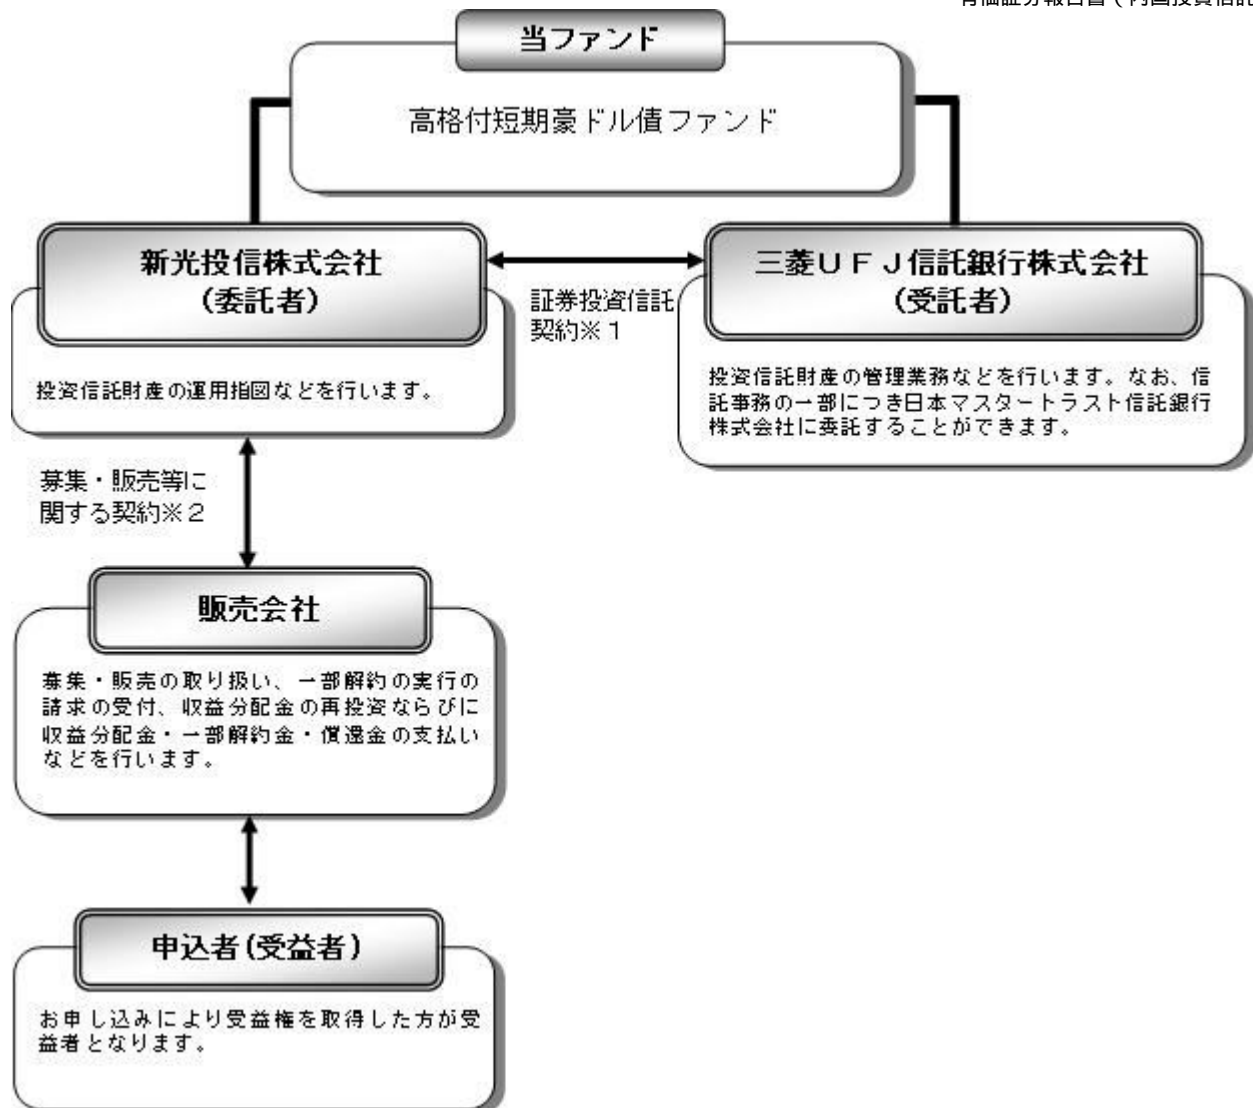 有価証券報告書(内国投資信託
当ファンド
高格付短期豪ドル債ファンド
新光投信株式会社
(委託者)
証券投資信託
契約※1
三菱UFJ信託銀行株式会社
(受託者)
投資信託財産の運用指図などを行います。
投資信託財産の管理業務などを行います。なお、信
託事務の一部につき日本マスタートラスト信託銀行
株式会社に委託することができます。
募集・販売等に
関する契約※2
販売会社
募集・販売の取り扱い、一部解約の実行の
請求の受付、収益分配金の再投資ならびに
収益分配金・一部解約金・償還金の支払い
などを行います。
申込者(受益者)
お申し込みにより受益権を取得した方が受
益者となります。